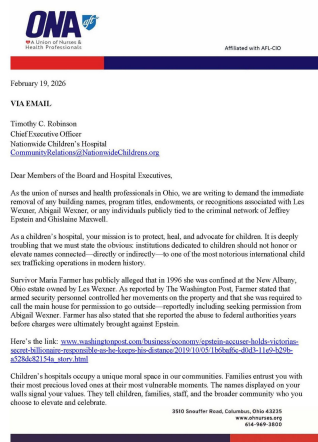 ONA
aft
A Union of Nurses &
Health Professionals
Affiliated with AFL-CIO
February 19, 2026
VIA EMAIL
Timothy C. Robinson
Chief Executive Officer
Nationwide Children's Hospital
CommunityRelations@NationwideChildrens.org
Dear Members of the Board and Hospital Executives,
As the union of nurses and health professionals in Ohio, we are writing to demand the immediate
removal of any building names, program titles, endowments, or recognitions associated with Les
Wexner, Abigail Wexner, or any individuals publicly tied to the criminal network of Jeffrey
Epstein and Ghislaine Maxwell.
As a children's hospital, your mission is to protect, heal, and advocate for children. It is deeply
troubling that we must state the obvious: institutions dedicated to children should not honor or
elevate names connected—directly or indirectly—to one of the most notorious international child
sex trafficking operations in modern history.
Survivor Maria Farmer has publicly alleged that in 1996 she was confined at the New Albany,
Ohio estate owned by Les Wexner. As reported by The Washington Post, Farmer stated that
armed security personnel controlled her movements on the property and that she was required to
call the main house for permission to go outside—reportedly including seeking permission from
Abigail Wexner. Farmer has also stated that she reported the abuse to federal authorities years
before charges were ultimately brought against Epstein.
Here's the link: www.washingtonpost.com/business/economy/epstein-accuser-holds-victorias-
secret-billionaire-responsible-as-he-keeps-his-distance/2019/10/05/
Children's hospitals occupy a unique moral space in our communities. Families entrust you with
their most precious loved ones at their most vulnerable moments. The names displayed on your
walls signal your values. They tell children, families, staff, and the broader community who you
choose to elevate and celebrate.
3510 Snouffer Road, Columbus, Ohio 43235
www.ohnurses.org
614-969-3800